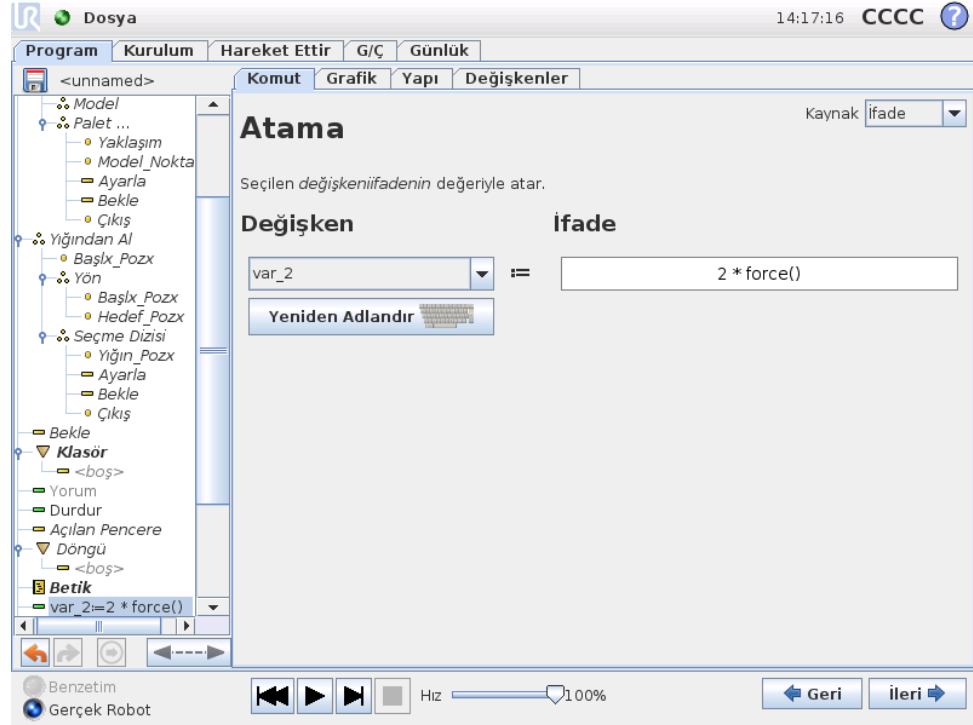 UR Dosya 14:17:16 CCCC ?
Program Kurulum Hareket Ettir G/Ç Günlük
<unnamed>
Komut Grafik Yapı Değişkenler
Model
Palet ...
Yaklaşım
Model_Nokta
Ayarla
Bekle
Çıkış
Yığından Al
Başlx_Pozx
Yön
Başlx_Pozx
Hedef_Pozx
Seçme Dizisi
Yığın_Pozx
Ayarla
Bekle
Çıkış
Bekle
Klasör
<boş>
Yorum
Durdur
Açılan Pencere
Döngü
<boş>
Betik
var_2:=2 * force()
Kaynak İfade
Atama
Seçilen değişkeniifadenin değeriyle atar.
Değişken İfade
var_2 := 2 * force()
Yeniden Adlandır
Benzetim
Gerçek Robot
Hız 100%
Geri İleri